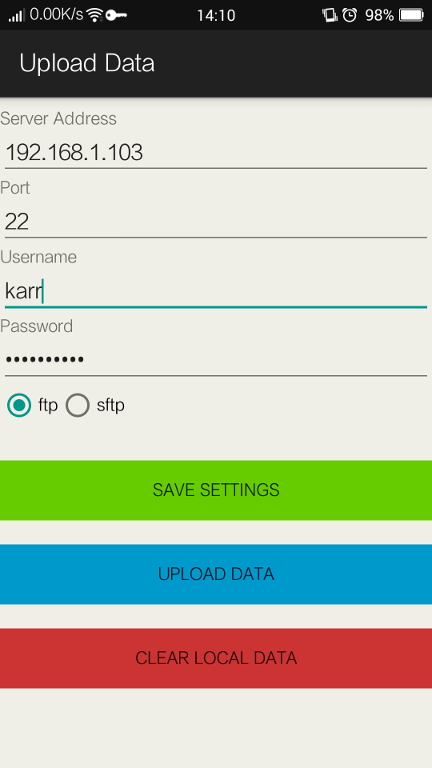 0.00K/s 14:10 98%
Upload Data
Server Address
192.168.1.103
Port
22
Username
karr
Password
••••••••••
ftp sftp
SAVE SETTINGS
UPLOAD DATA
CLEAR LOCAL DATA